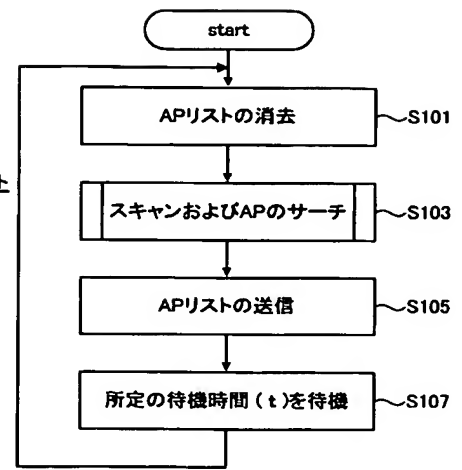 start
APリストの消去
S101
スキャンおよびAPのサーチ
S103
APリストの送信
S105
所定の待機時間(t)を待機
S107